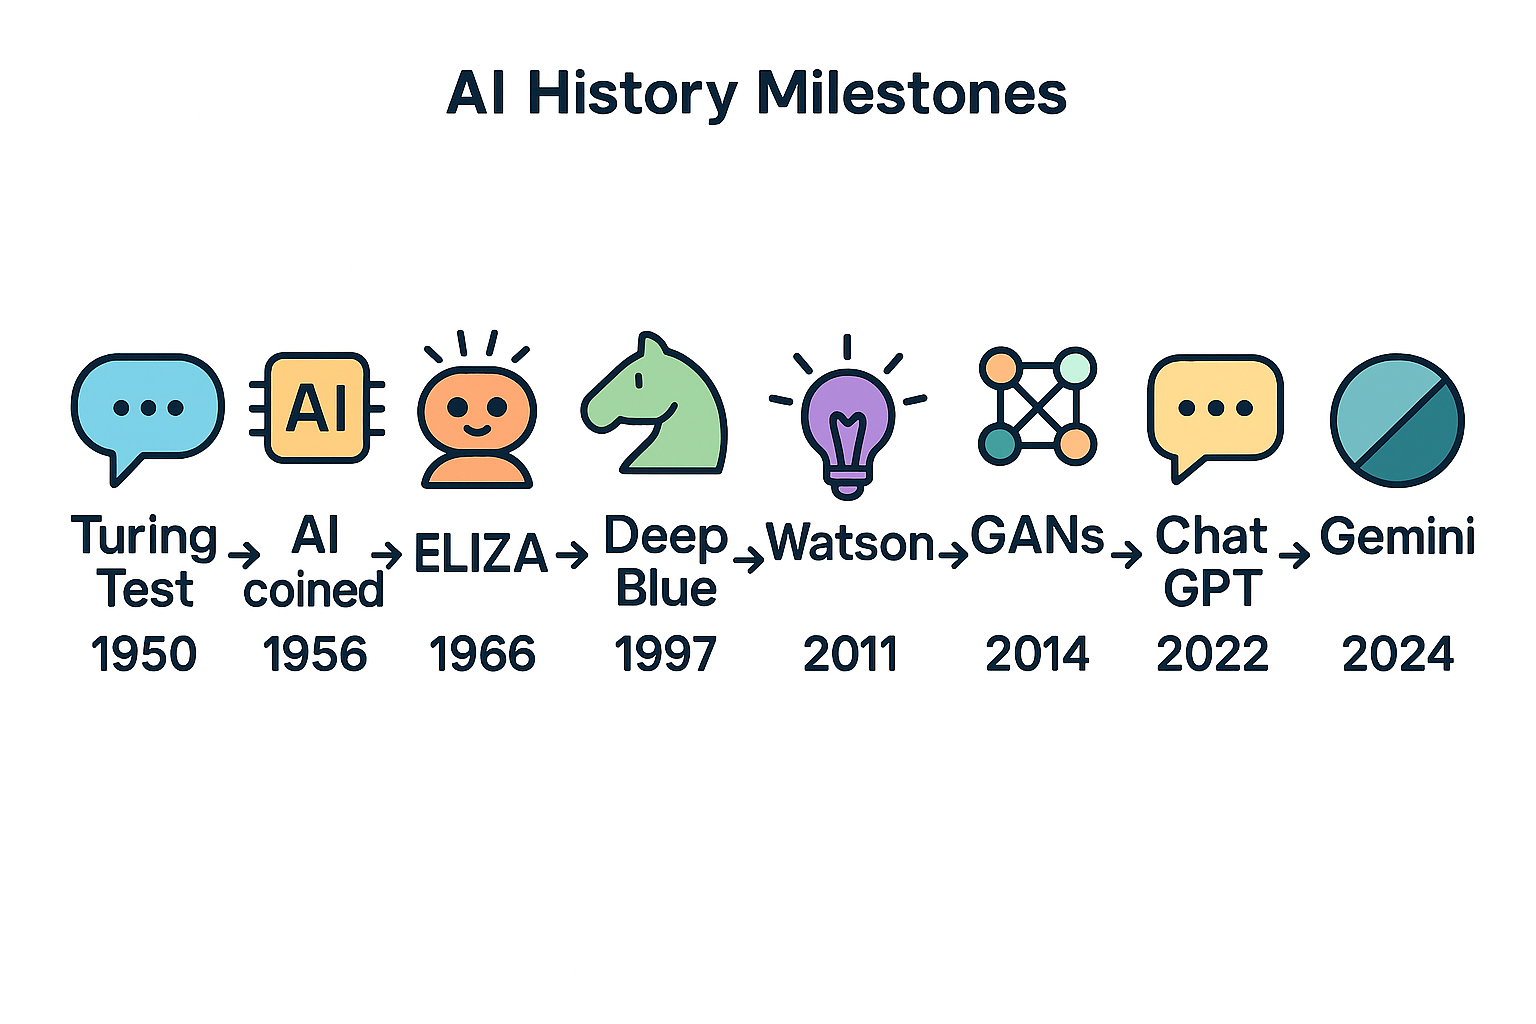 AI History Milestones
AI
Turing
Test
1950
AI
coined
1956
ELIZA
1966
Deep
Blue
1997
Watson
2011
GANs
2014
Chat
GPT
2022
Gemini
2024